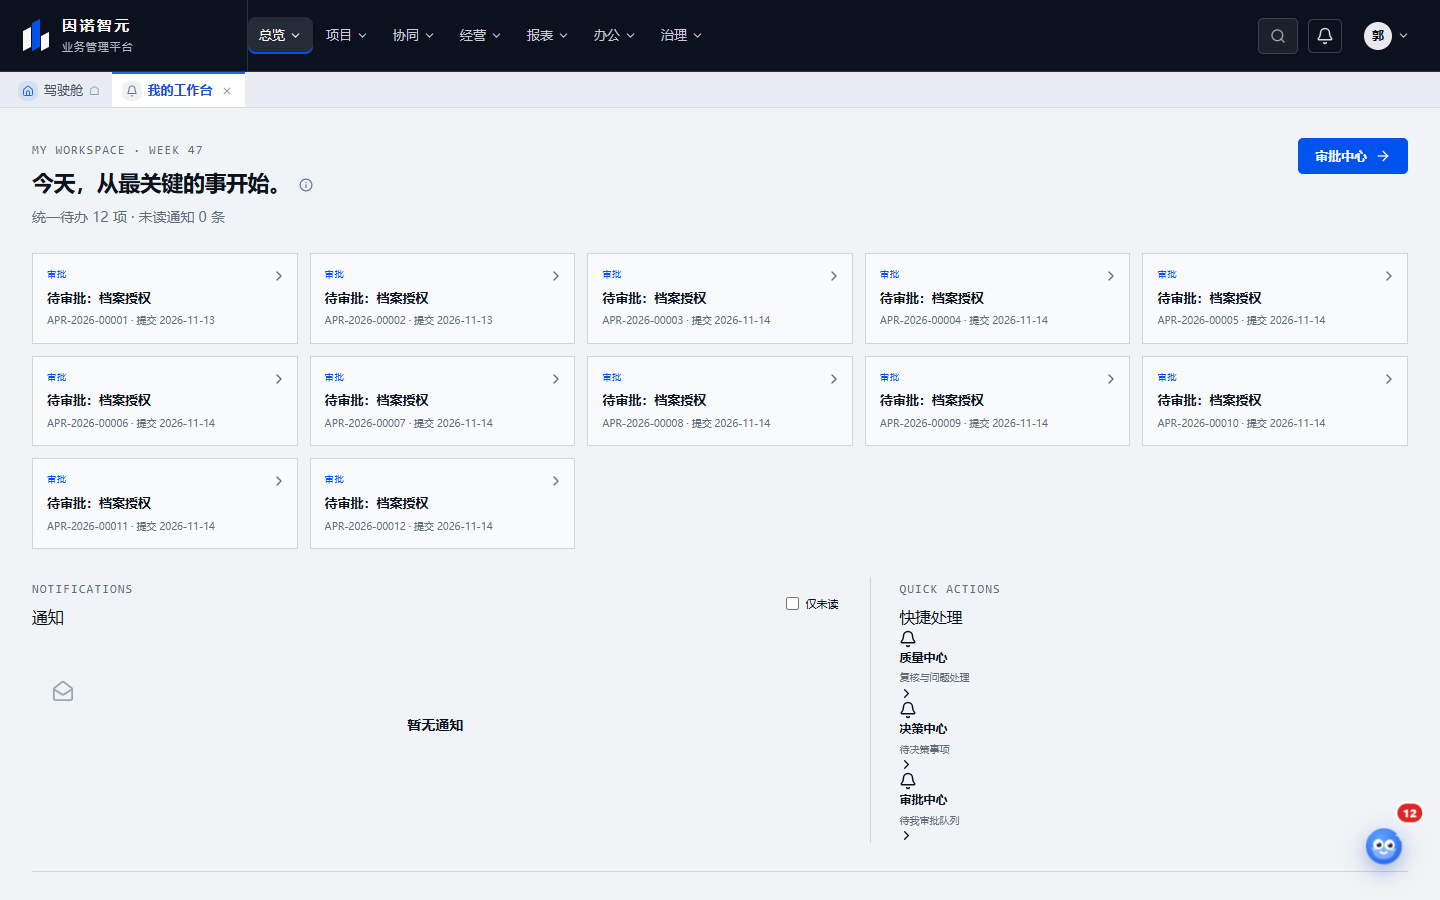 因诺智元
业务管理平台
总览
项目
协同
经营
报表
办公
治理
郭
驾驶舱
我的工作台
MY WORKSPACE · WEEK 47
审批中心
今天，从最关键的事开始。
统一待办 12 项 · 未读通知 0 条
审批
待审批：档案授权
APR-2026-00001 · 提交 2026-11-13
审批
待审批：档案授权
APR-2026-00002 · 提交 2026-11-13
审批
待审批：档案授权
APR-2026-00003 · 提交 2026-11-14
审批
待审批：档案授权
APR-2026-00004 · 提交 2026-11-14
审批
待审批：档案授权
APR-2026-00005 · 提交 2026-11-14
审批
待审批：档案授权
APR-2026-00006 · 提交 2026-11-14
审批
待审批：档案授权
APR-2026-00007 · 提交 2026-11-14
审批
待审批：档案授权
APR-2026-00008 · 提交 2026-11-14
审批
待审批：档案授权
APR-2026-00009 · 提交 2026-11-14
审批
待审批：档案授权
APR-2026-00010 · 提交 2026-11-14
审批
待审批：档案授权
APR-2026-00011 · 提交 2026-11-14
审批
待审批：档案授权
APR-2026-00012 · 提交 2026-11-14
NOTIFICATIONS
通知
仅未读
暂无通知
QUICK ACTIONS
快捷处理
质量中心
复核与问题处理
决策中心
待决策事项
审批中心
待我审批队列
12